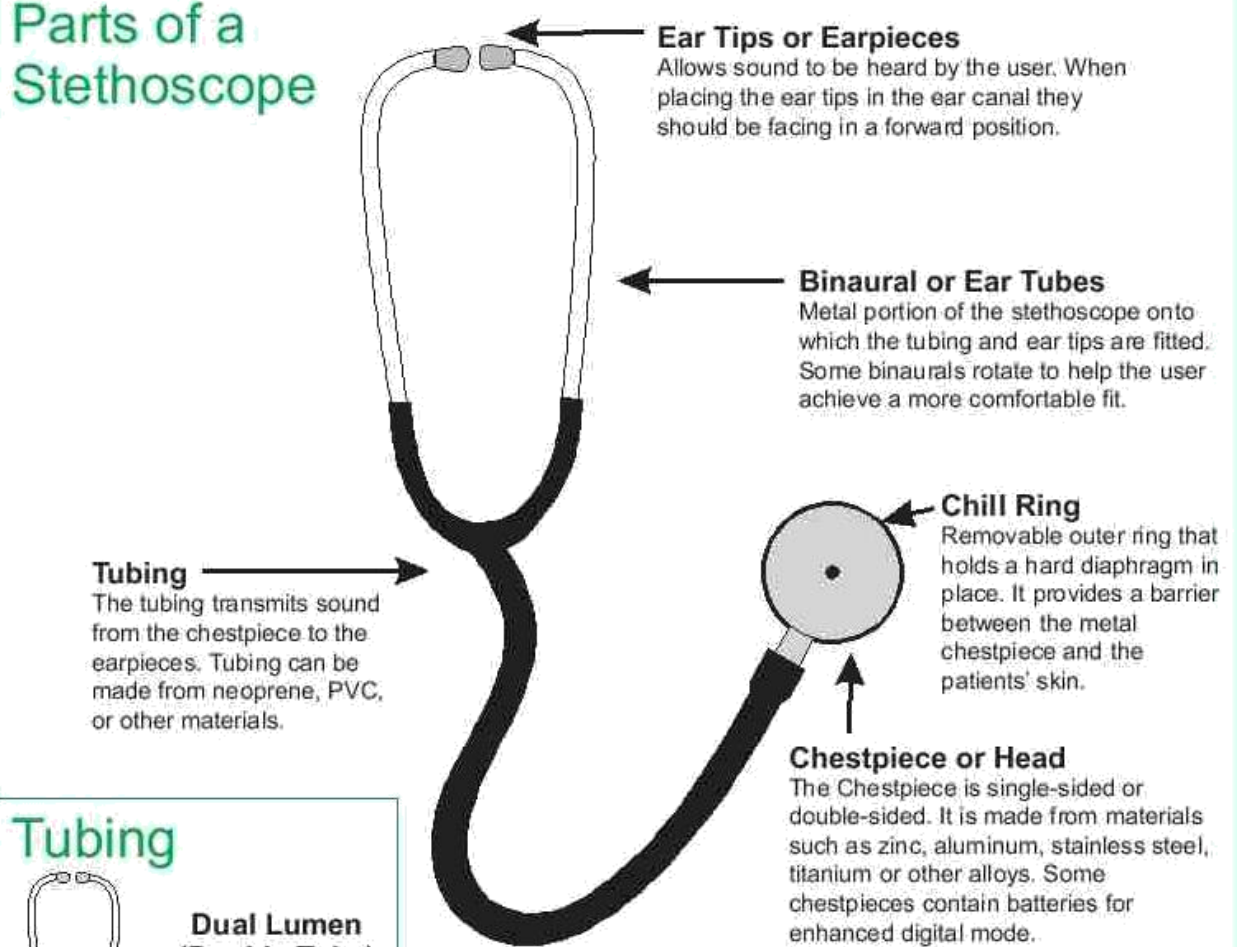 Parts of a
Stethoscope
Ear Tips or Earpieces
Allows sound to be heard by the user. When
placing the ear tips in the ear canal they
should be facing in a forward position.
Binaural or Ear Tubes
Metal portion of the stethoscope onto
which the tubing and ear tips are fitted.
Some binaurals rotate to help the user
achieve a more comfortable fit.
Chill Ring
Removable outer ring that
holds a hard diaphragm in
place. It provides a barrier
between the metal
chestpiece and the
patients' skin.
Tubing
The tubing transmits sound
from the chestpiece to the
earpieces. Tubing can be
made from neoprene, PVC,
or other materials.
Chestpiece or Head
The Chestpiece is single-sided or
double-sided. It is made from materials
such as zinc, aluminum, stainless steel,
titanium or other alloys. Some
chestpieces contain batteries for
enhanced digital mode.
Tubing
Dual Lumen